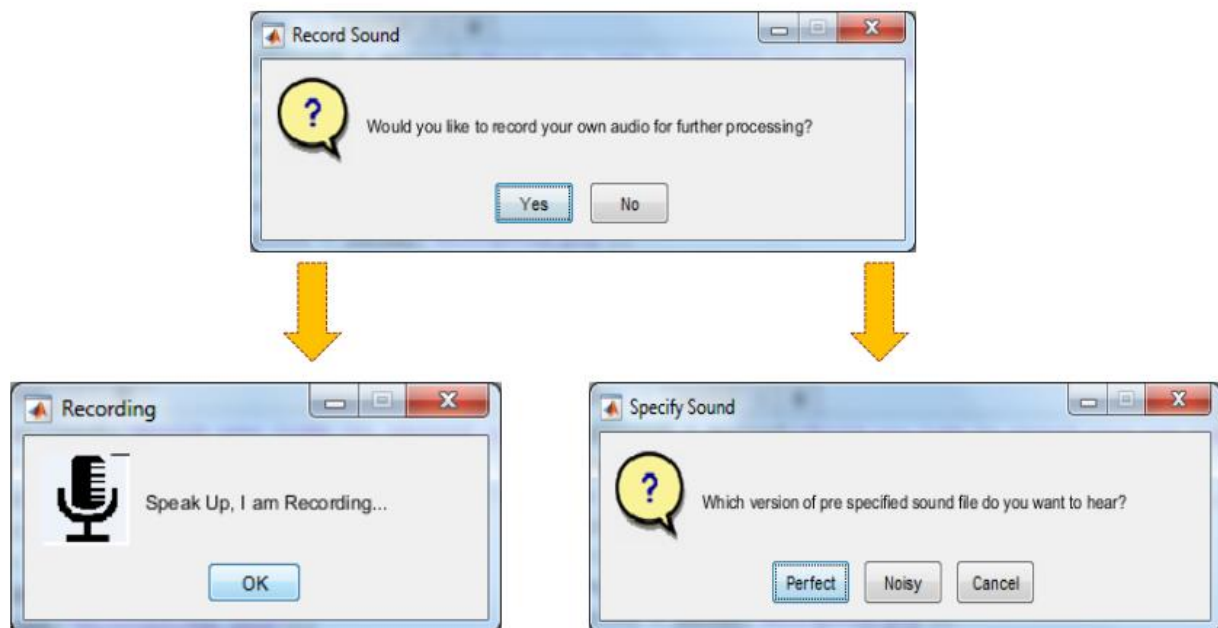 Record Sound
Would you like to record your own audio for further processing?
Yes No
Recording
Speak Up, I am Recording...
OK
Specify Sound
Which version of pre specified sound file do you want to hear?
Perfect Noisy Cancel